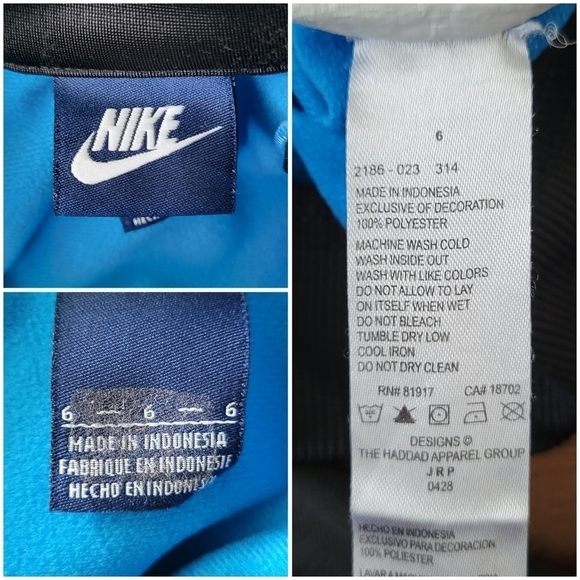 NIKE
6 — 6 — 6
MADE IN INDONESIA
FABRIQUE EN INDONESIE
HECHO EN INDONESIA
6
2186 - 023 314
MADE IN INDONESIA
EXCLUSIVE OF DECORATION
100% POLYESTER
MACHINE WASH COLD
WASH INSIDE OUT
WASH WITH LIKE COLORS
DO NOT ALLOW TO LAY
ON ITSELF WHEN WET
DO NOT BLEACH
TUMBLE DRY LOW
COOL IRON
DO NOT DRY CLEAN
RN# 81917 CA# 18702
DESIGNS ©
THE HADDAD APPAREL GROUP
J R P
0428
HECHO EN INDONESIA
EXCLUSIVO PARA DECORACION
100% POLIESTER